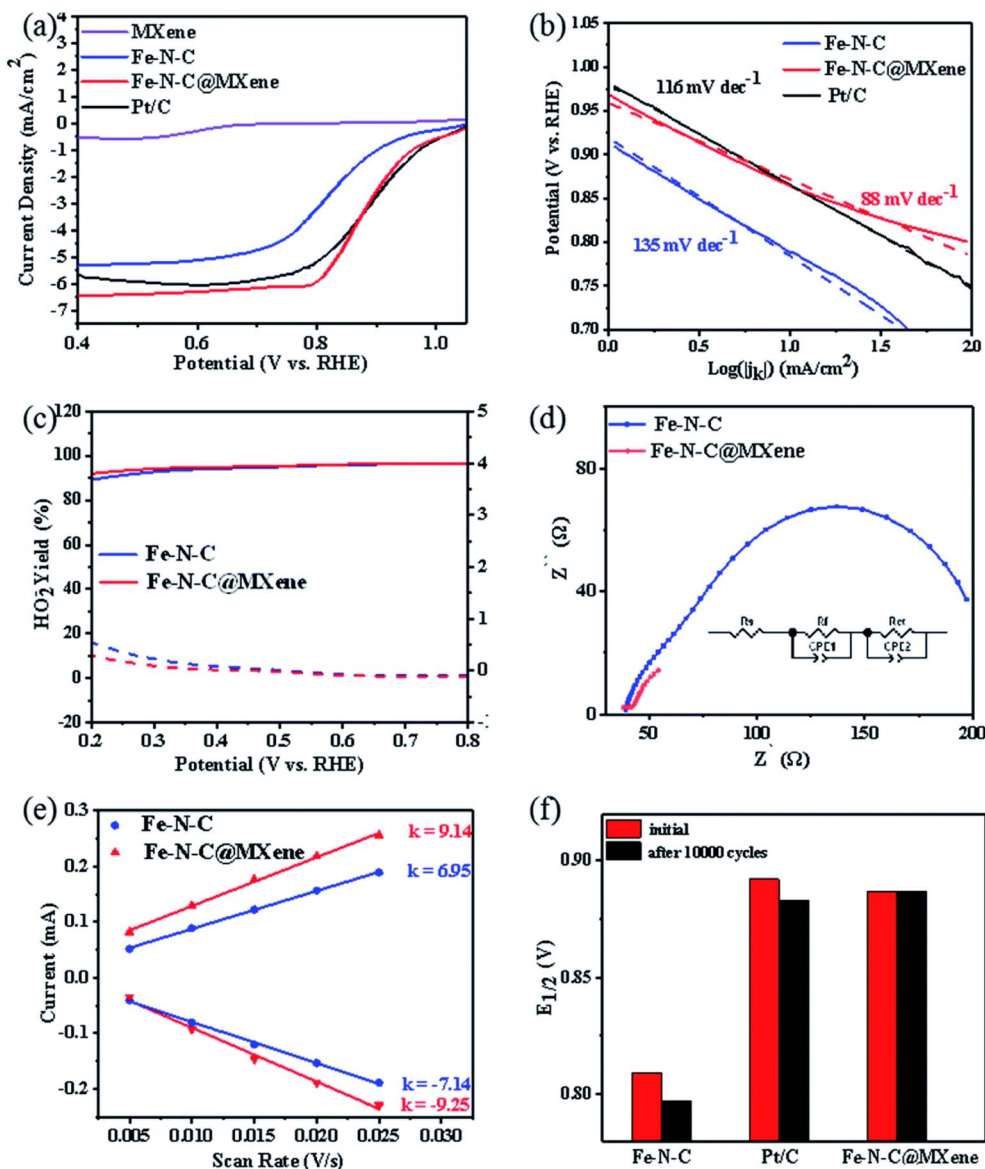 (a)
MXene
Fe-N-C
Fe-N-C@MXene
Pt/C
4
3
2
1
0
-1
-2
-3
-4
-5
-6
-7
Current Density (mA/cm²)
0.4 0.6 0.8 1.0
Potential (V vs. RHE)
(b)
Fe-N-C
Fe-N-C@MXene
Pt/C
116 mV dec⁻¹
88 mV dec⁻¹
135 mV dec⁻¹
1.05
1.00
0.95
0.90
0.85
0.80
0.75
0.70
Potential (V vs. RHE)
0.0 0.5 1.0 1.5 2.0
Log(|jₖ|) (mA/cm²)
(c)
120
100
80
60
40
20
0
-20
HO₂⁻ Yield (%)
5
4
3
2
1
0
-1
Fe-N-C
Fe-N-C@MXene
0.2 0.3 0.4 0.5 0.6 0.7 0.8
Potential (V vs. RHE)
(d)
Fe-N-C
Fe-N-C@MXene
80
40
0
Z`` (Ω)
Rs Rf Rct
CPE1 CPE2
50 100 150 200
Z` (Ω)
(e)
Fe-N-C
Fe-N-C@MXene
k = 9.14
k = 6.95
k = -7.14
k = -9.25
0.3
0.2
0.1
0.0
-0.1
-0.2
Current (mA)
0.005 0.010 0.015 0.020 0.025 0.030
Scan Rate (V/s)
(f)
initial
after 10000 cycles
0.90
0.85
0.80
E₁/₂ (V)
Fe-N-C Pt/C Fe-N-C@MXene